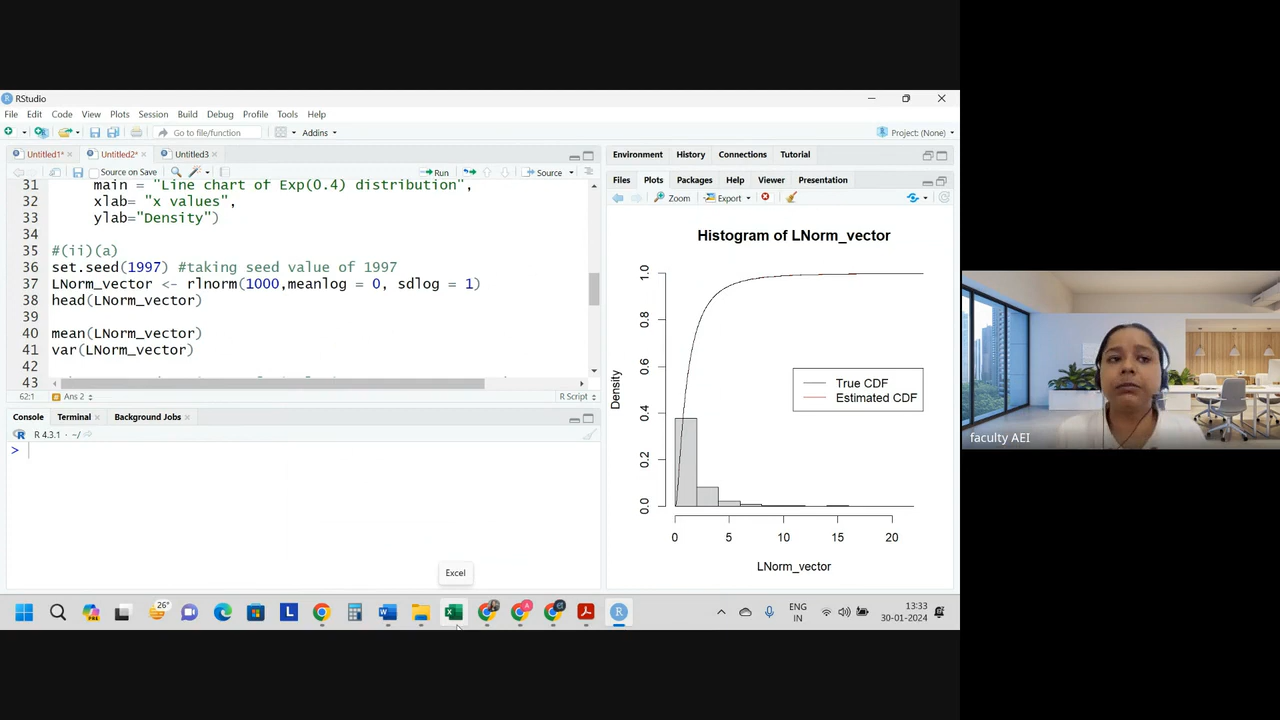 RStudio
File Edit Code View Plots Session Build Debug Profile Tools Help
Go to file/function Addins Project: (None)
Untitled1* Untitled2* Untitled3
Source on Save Run Source
31 main = "Line chart of Exp(0.4) distribution",
32 xlab= "x values",
33 ylab="Density")
34
35 #(ii)(a)
36 set.seed(1997) #taking seed value of 1997
37 LNorm_vector <- rlnorm(1000,meanlog = 0, sdlog = 1)
38 head(LNorm_vector)
39
40 mean(LNorm_vector)
41 var(LNorm_vector)
42
43
62:1 Ans 2 R Script
Console Terminal Background Jobs
R 4.3.1 · ~/
>
Environment History Connections Tutorial
Files Plots Packages Help Viewer Presentation
Zoom Export
Histogram of LNorm_vector
Density
1.0
0.8
0.6
0.4
0.2
0.0
True CDF
Estimated CDF
0 5 10 15 20
LNorm_vector
faculty AEI
Excel
26°
ENG
IN
13:33
30-01-2024